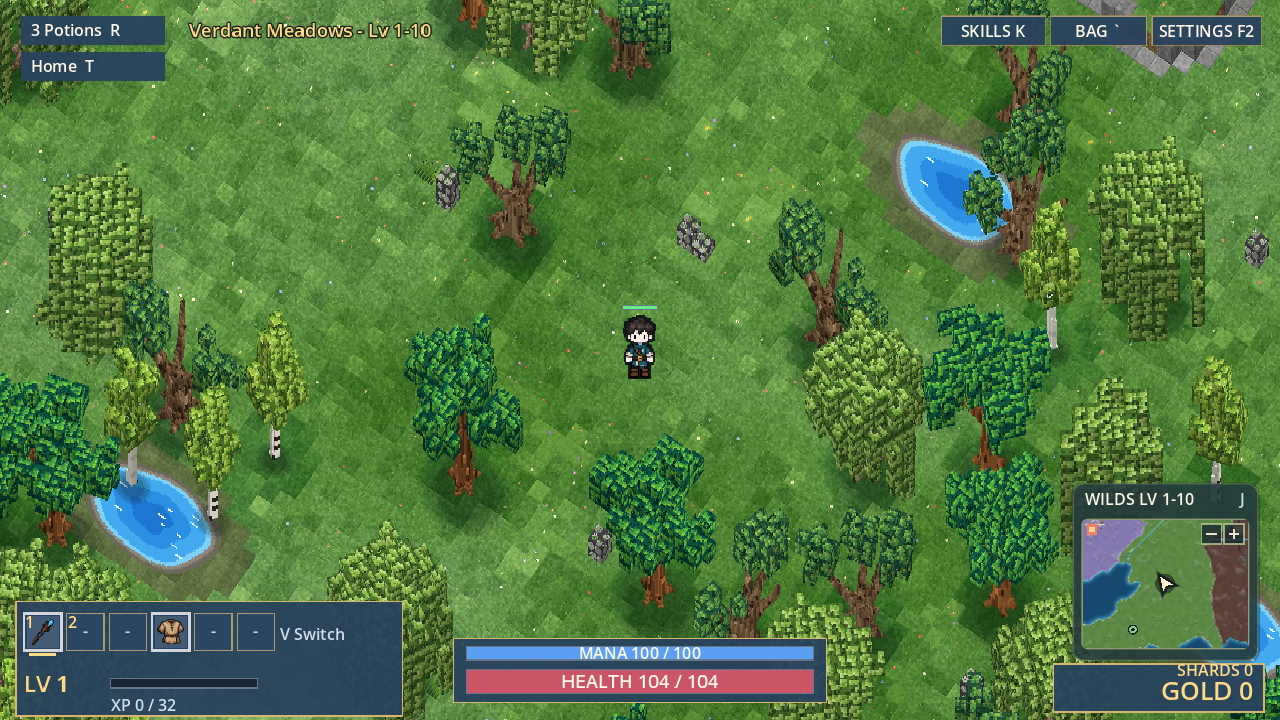 3 Potions R
Home T
Verdant Meadows - Lv 1-10
SKILLS K
BAG `
SETTINGS F2
WILDS LV 1-10 J
1
2
- - - -
V Switch
LV 1
XP 0 / 32
MANA 100 / 100
HEALTH 104 / 104
SHARDS 0
GOLD 0